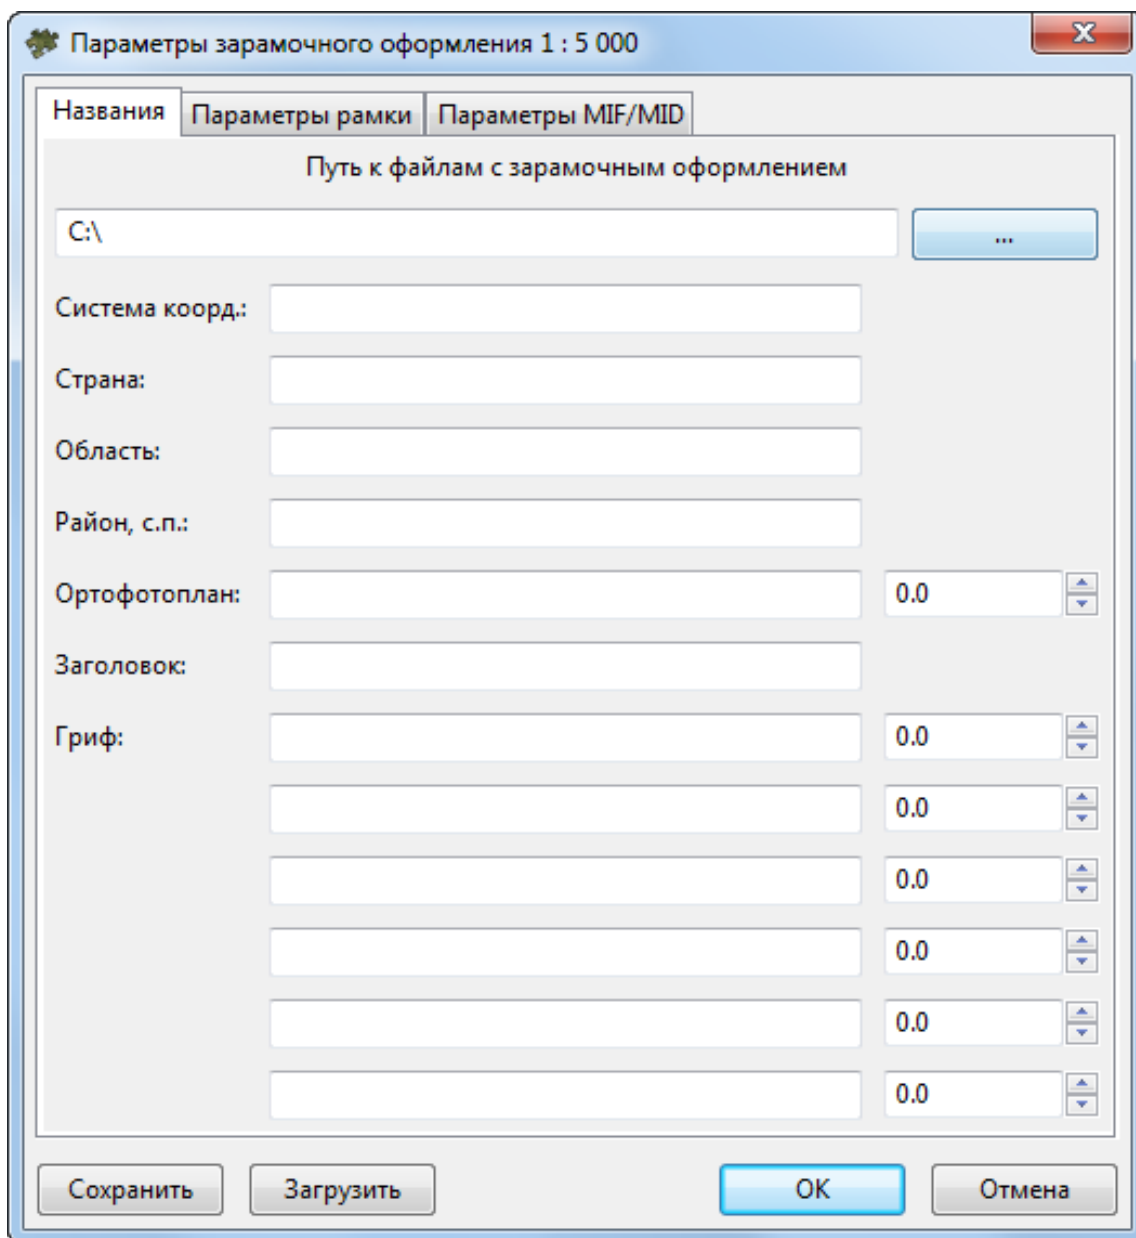 Параметры зарамочного оформления 1 : 5 000
Названия Параметры рамки Параметры MIF/MID
Путь к файлам с зарамочным оформлением
C:\ ...
Система коорд.:
Страна:
Область:
Район, с.п.:
Ортофотоплан: 0.0
Заголовок:
Гриф: 0.0
0.0
0.0
0.0
0.0
0.0
Сохранить Загрузить OK Отмена